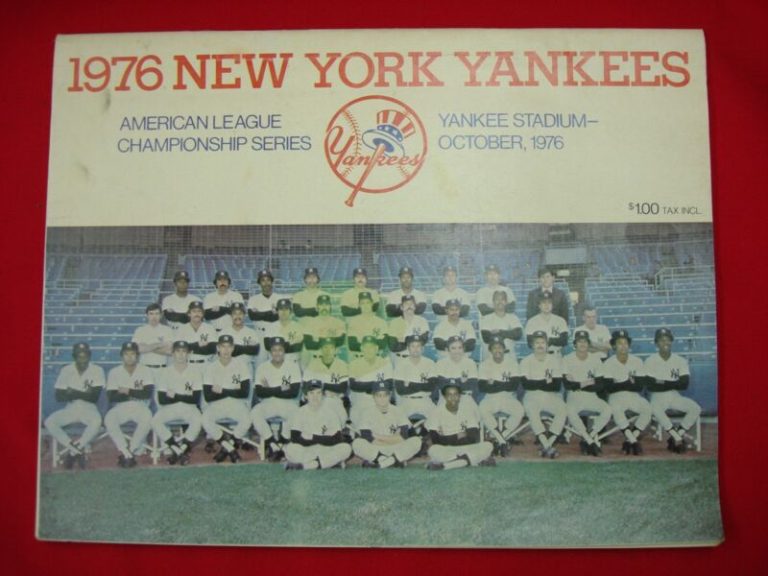 1976 NEW YORK YANKEES
AMERICAN LEAGUE
CHAMPIONSHIP SERIES
Yankees
YANKEE STADIUM–
OCTOBER, 1976
$1.00 TAX INCL.